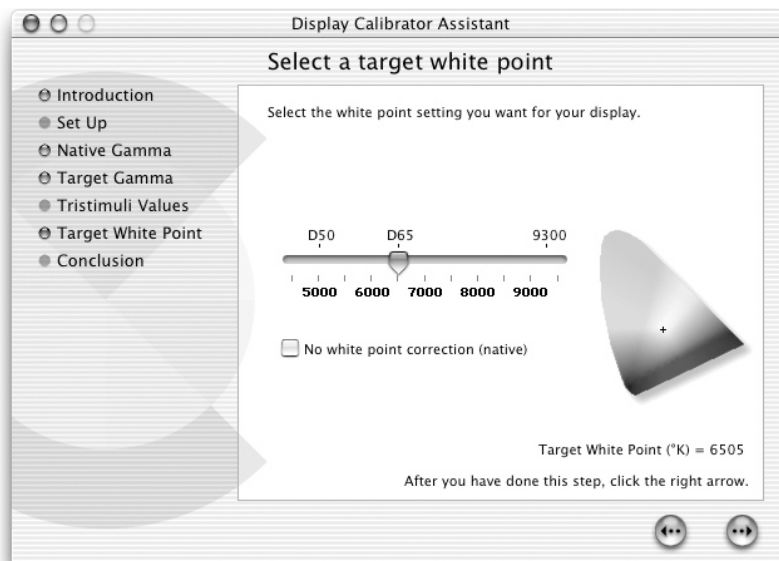 Display Calibrator Assistant
Select a target white point
Introduction
Set Up
Native Gamma
Target Gamma
Tristimuli Values
Target White Point
Conclusion
Select the white point setting you want for your display.
D50 D65 9300
5000 6000 7000 8000 9000
No white point correction (native)
Target White Point (°K) = 6505
After you have done this step, click the right arrow.